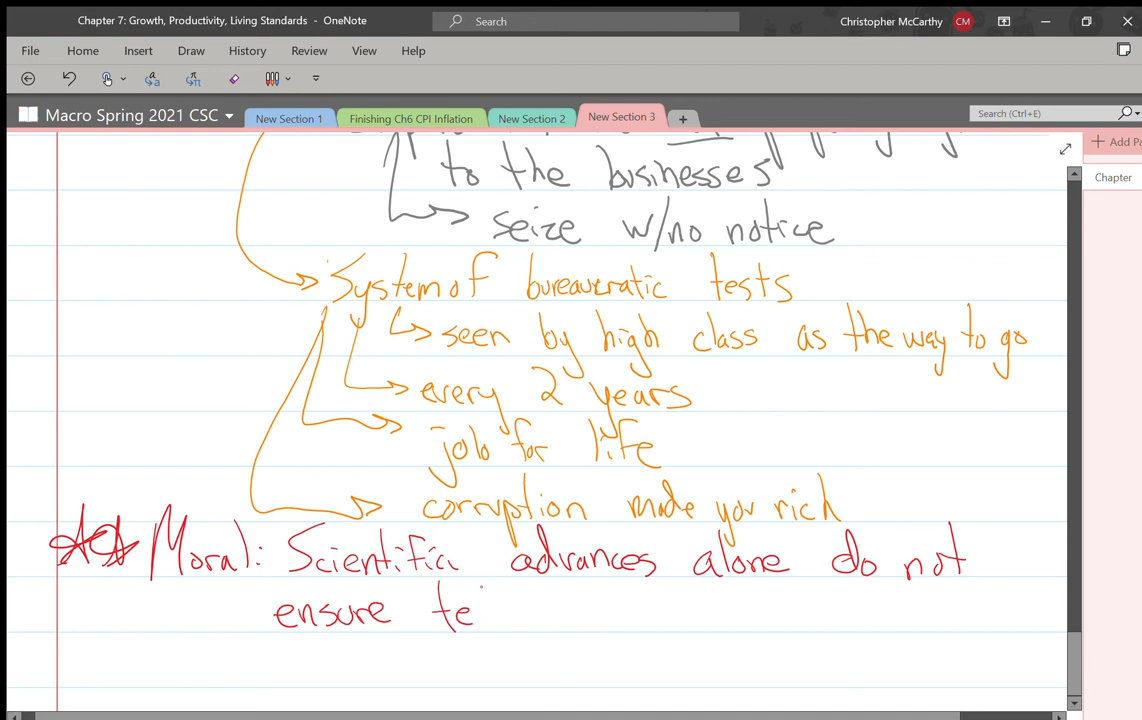 Chapter 7: Growth, Productivity, Living Standards - OneNote
Search
Christopher McCarthy
CM
File Home Insert Draw History Review View Help
Macro Spring 2021 CSC
New Section 1
Finishing Ch6 CPI Inflation
New Section 2
New Section 3
Search (Ctrl+E)
Add Pa
Chapter
to the businesses
seize w/no notice
System of bureaucratic tests
seen by high class as the way to go
every 2 years
job for life
corruption made you rich
Moral: Scientific advances alone do not
ensure te